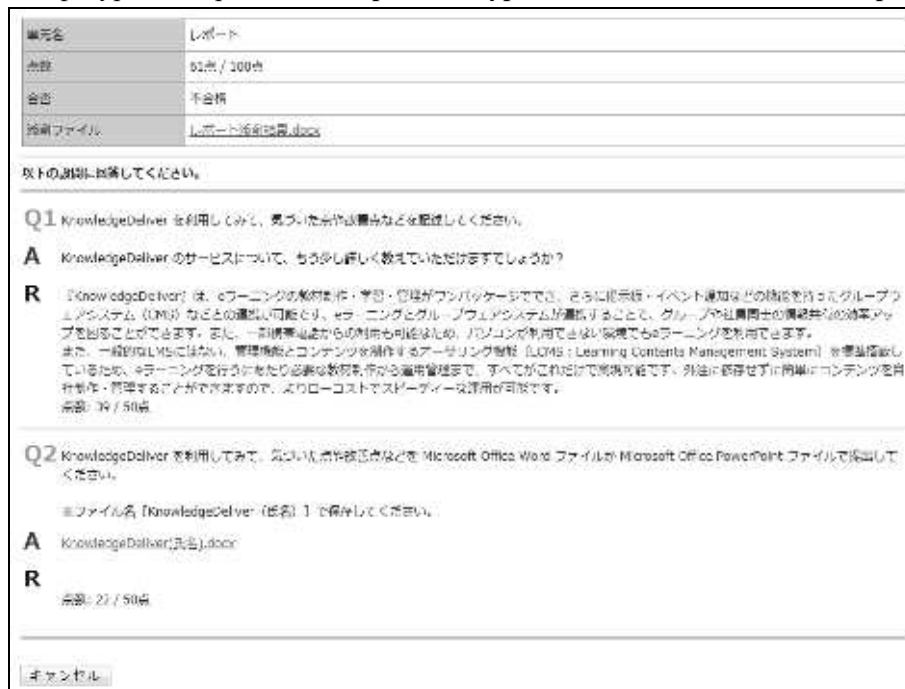 単元名 レポート
点数 61点 / 100点
合否 不合格
添削ファイル レポート添削結果.docx
以下の設問に回答してください。
Q1 KnowledgeDeliver を利用してみて、気づいた点や改善点などを記述してください。
A KnowledgeDeliver のサービスについて、もう少し詳しく教えていただけますでしょうか？
R 『KnowledgeDeliver』は、eラーニングの教材制作・学習・管理がワンパッケージででき、さらに掲示板・イベント通知などの機能を持ったグループウ
ェアシステム（CMS）などとの連携も可能です。eラーニングとグループウェアシステムが連携することで、グループや社員同士の情報共有の効率アッ
プを図ることができます。また、一部携帯電話からの利用も可能なため、パソコンが利用できない環境でもeラーニングを利用できます。
また、一般的なLMSにはない、管理機能とコンテンツを制作するオーサリング機能（LCMS：Learning Contents Management System）を標準搭載し
ているため、eラーニングを行うにあたり必要な教材制作から運用管理まで、すべてがこれだけで実現可能です。外注に依存せずに簡単にコンテンツを自
社制作・管理することができますので、よりローコストでスピーディーな運用が可能です。
点数: 39 / 50点
Q2 KnowledgeDeliver を利用してみて、気づいた点や改善点などを Microsoft Office Word ファイルか Microsoft Office PowerPoint ファイルで提出して
ください。
※ファイル名【KnowledgeDeliver（氏名）】で保存してください。
A KnowledgeDeliver(氏名).docx
R
点数: 22 / 50点
キャンセル